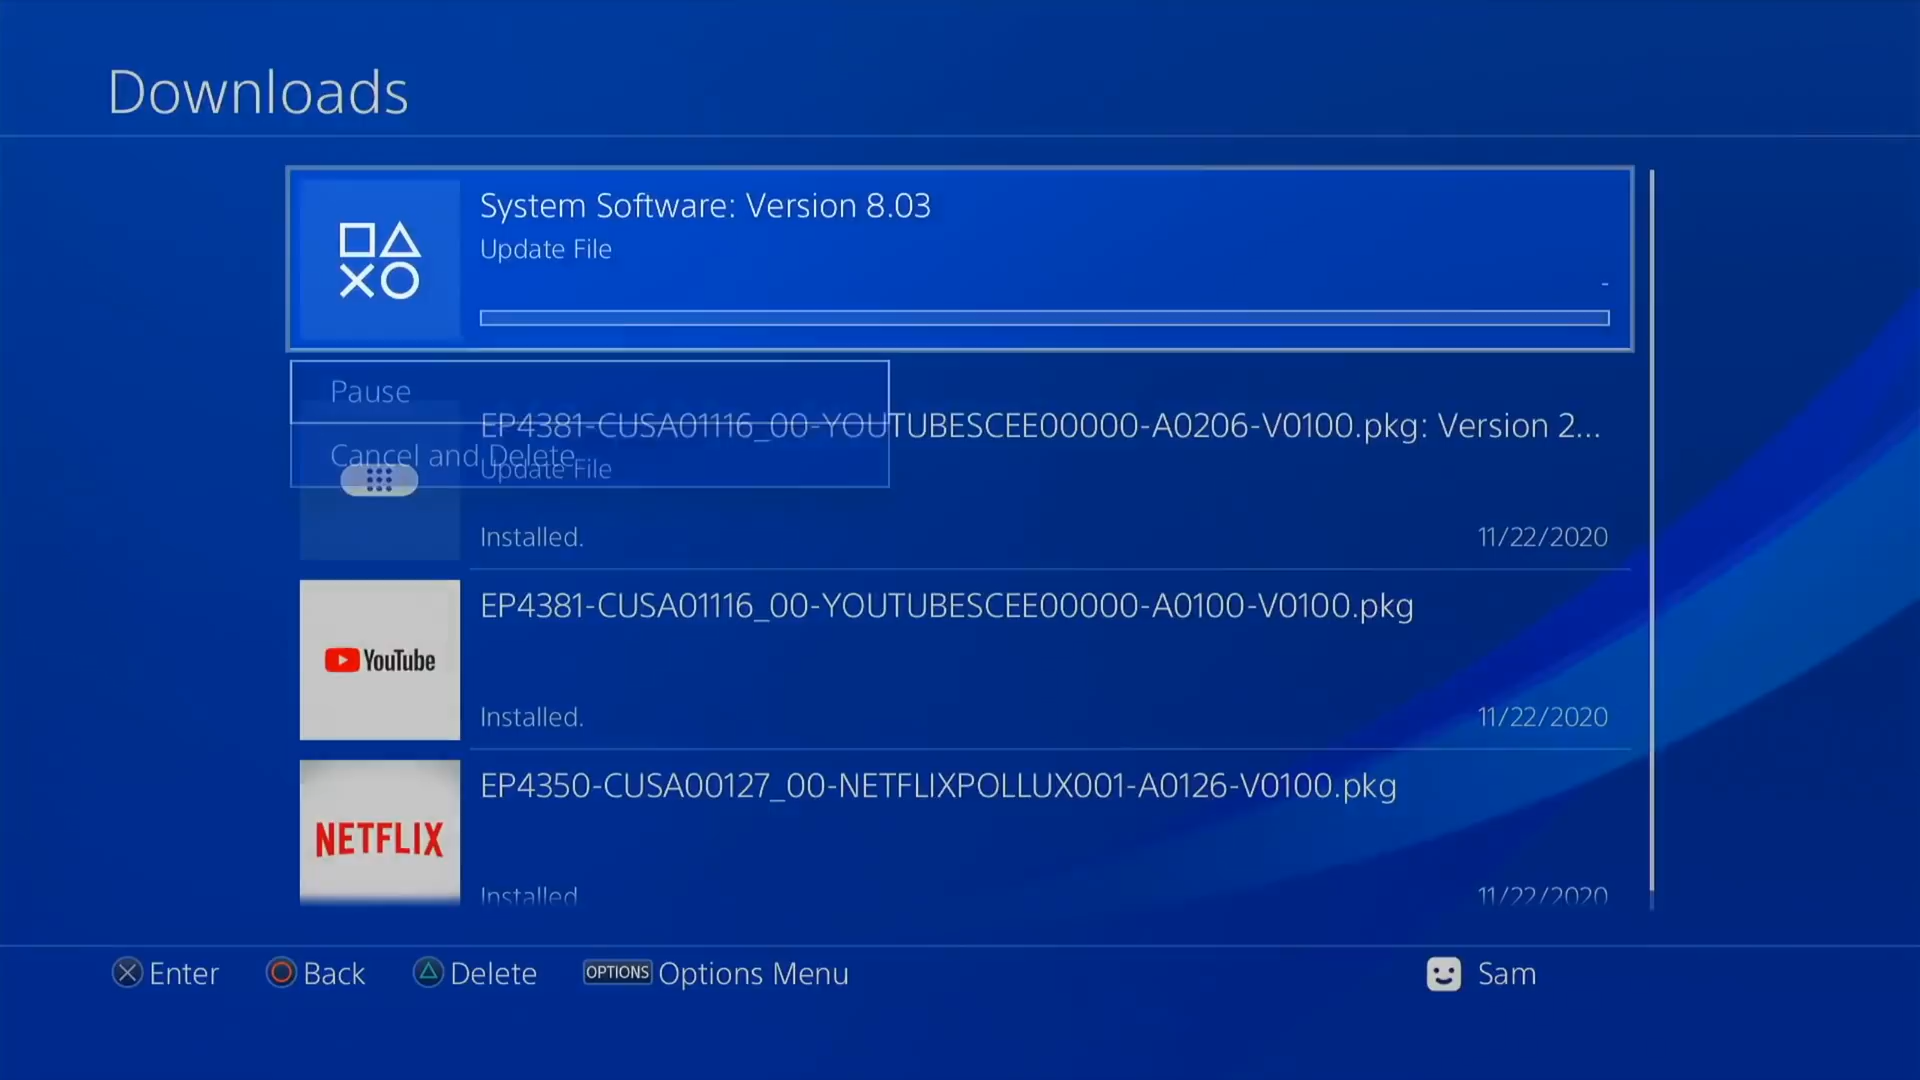 Downloads
System Software: Version 8.03
Update File
-
Pause
EP4381-CUSA01116_00-YOUTUBESCEE00000-A0206-V0100.pkg: Version 2...
Cancel and Delete
Update File
Installed.
11/22/2020
EP4381-CUSA01116_00-YOUTUBESCEE00000-A0100-V0100.pkg
YouTube
Installed.
11/22/2020
EP4350-CUSA00127_00-NETFLIXPOLLUX001-A0126-V0100.pkg
NETFLIX
Installed
11/22/2020
Enter
Back
Delete
OPTIONS Options Menu
Sam